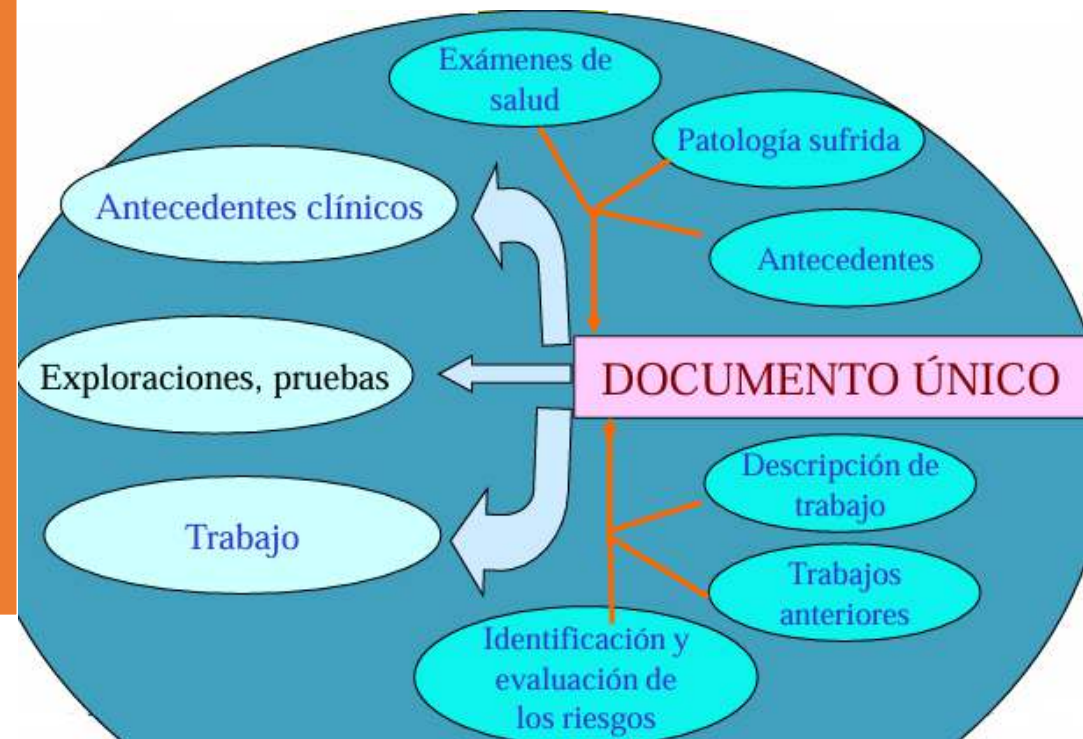 Exámenes de
salud
Patología sufrida
Antecedentes clínicos
Antecedentes
Exploraciones, pruebas
DOCUMENTO ÚNICO
Descripción de
trabajo
Trabajo
Trabajos
anteriores
Identificación y
evaluación de
los riesgos